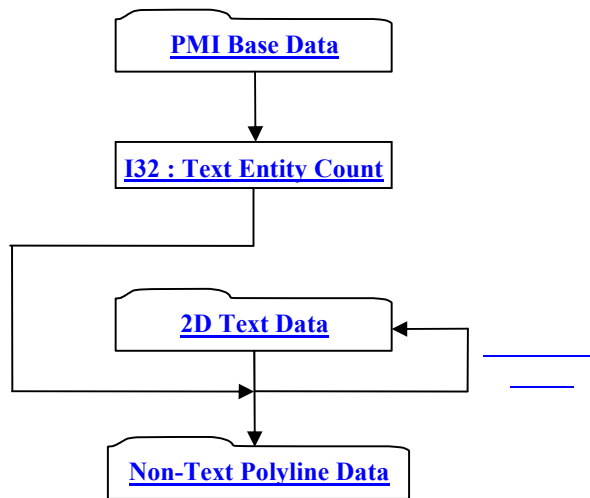 PMI Base Data
I32 : Text Entity Count
2D Text Data
Non-Text Polyline Data